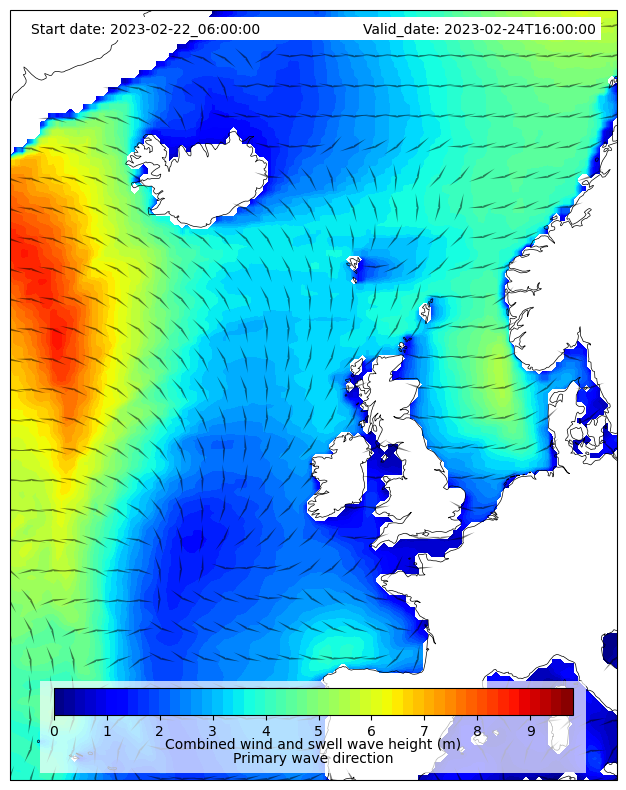 Start date: 2023-02-22_06:00:00 Valid_date: 2023-02-24T16:00:00
0 1 2 3 4 5 6 7 8 9
Combined wind and swell wave height (m)
Primary wave direction